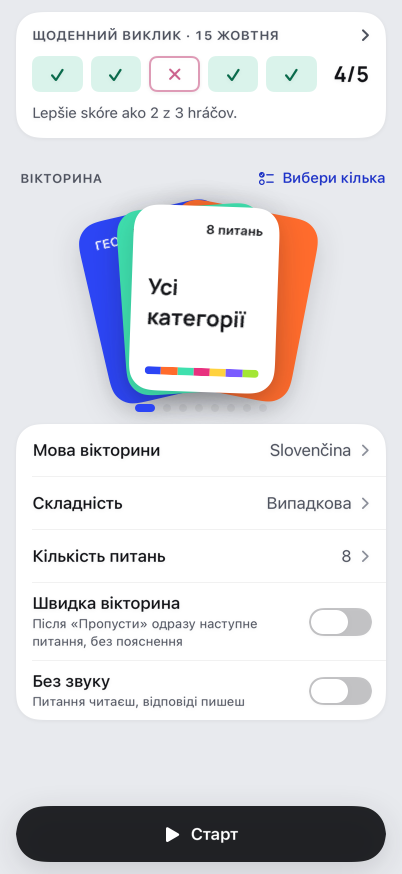 ЩОДЕННИЙ ВИКЛИК · 15 ЖОВТНЯ
4/5
Lepšie skóre ako 2 z 3 hráčov.
ВІКТОРИНА
Вибери кілька
8 питань
Усі
категорії
Мова вікторини
Slovenčina
Складність
Випадкова
Кількість питань
8
Швидка вікторина
Після «Пропусти» одразу наступне
питання, без пояснення
Без звуку
Питання читаєш, відповіді пишеш
Старт